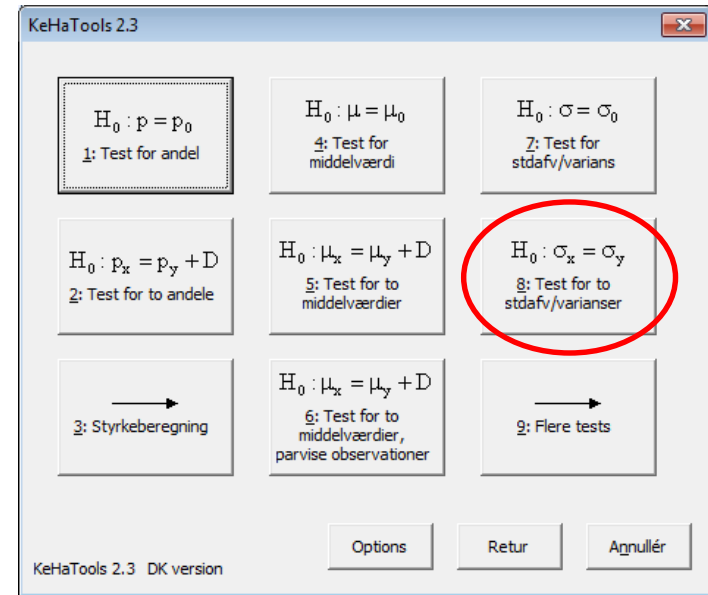 KeHaTools 2.3
H₀ : p = p₀
1: Test for andel
H₀ : μ = μ₀
4: Test for
middelværdi
H₀ : σ = σ₀
7: Test for
stdafv/varians
H₀ : pₓ = pᵧ + D
2: Test for to andele
H₀ : μₓ = μᵧ + D
5: Test for to
middelværdier
H₀ : σₓ = σᵧ
8: Test for to
stdafv/varianser
3: Styrkeberegning
H₀ : μₓ = μᵧ + D
6: Test for to
middelværdier,
parvise observationer
9: Flere tests
Options
Retur
Annullér
KeHaTools 2.3 DK version